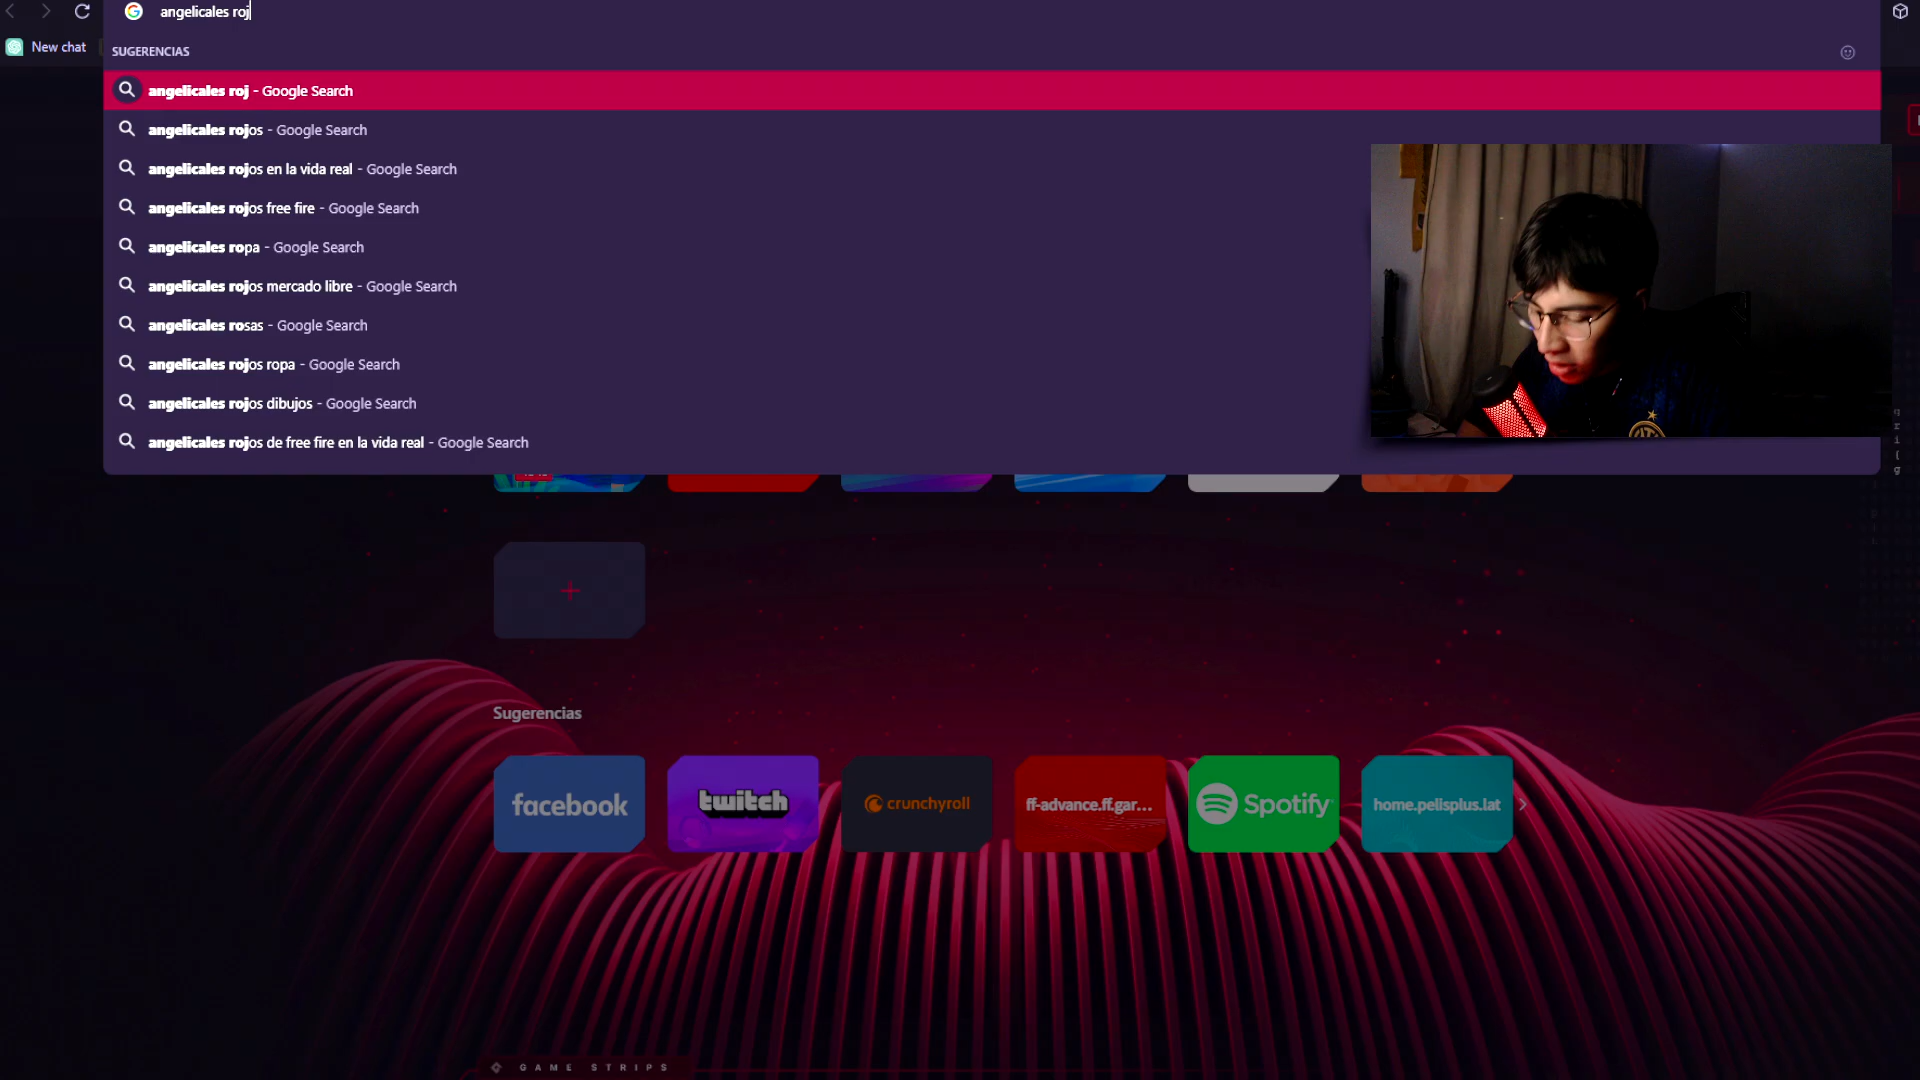 angelicales roj
New chat
SUGERENCIAS
angelicales roj - Google Search
angelicales rojos - Google Search
angelicales rojos en la vida real - Google Search
angelicales rojos free fire - Google Search
angelicales ropa - Google Search
angelicales rojos mercado libre - Google Search
angelicales rosas - Google Search
angelicales rojos ropa - Google Search
angelicales rojos dibujos - Google Search
angelicales rojos de free fire en la vida real - Google Search
Sugerencias
facebook
twitch
crunchyroll
ff-advance.ff.gar...
Spotify
home.pelisplus.lat
GAME STRIPS